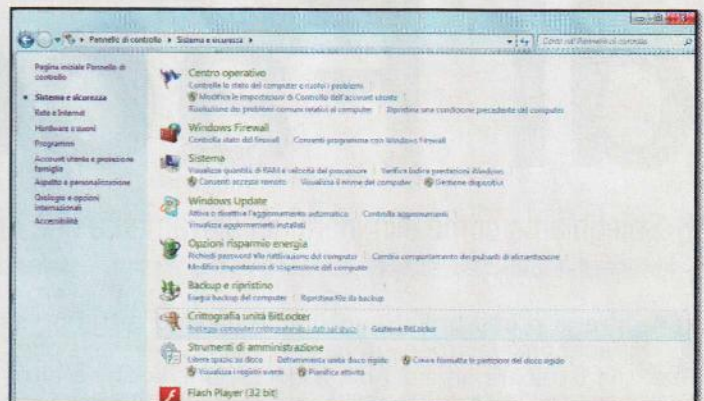 Pannello di controllo ▸ Sistema e sicurezza ▸
Cerca nel Pannello di controllo
Pagina iniziale Pannello di
controllo
Sistema e sicurezza
Rete e Internet
Hardware e suoni
Programmi
Account utente e protezione
famiglia
Aspetto e personalizzazione
Orologio e opzioni
internazionali
Accessibilità
Centro operativo
Controlla lo stato del computer e risolvi i problemi
Modifica le impostazioni di Controllo dell'account utente
Risoluzione dei problemi comuni relativi al computer
Ripristina una condizione precedente del computer
Windows Firewall
Controlla stato del firewall
Consenti programma con Windows Firewall
Sistema
Visualizza quantità di RAM e velocità del processore
Verifica Indice prestazioni Windows
Consenti accesso remoto
Visualizza il nome del computer
Gestione dispositivi
Windows Update
Attiva o disattiva l'aggiornamento automatico
Controlla aggiornamenti
Visualizza aggiornamenti installati
Opzioni risparmio energia
Richiedi password alla riattivazione del computer
Cambia comportamento dei pulsanti di alimentazione
Modifica impostazioni di sospensione del computer
Backup e ripristino
Esegui backup del computer
Ripristina file da backup
Crittografia unità BitLocker
Proteggi computer crittografando i dati sul disco
Gestione BitLocker
Strumenti di amministrazione
Libera spazio su disco
Deframmenta unità disco rigido
Crea e formatta le partizioni del disco rigido
Visualizza i registri eventi
Pianifica attività
Flash Player (32 bit)